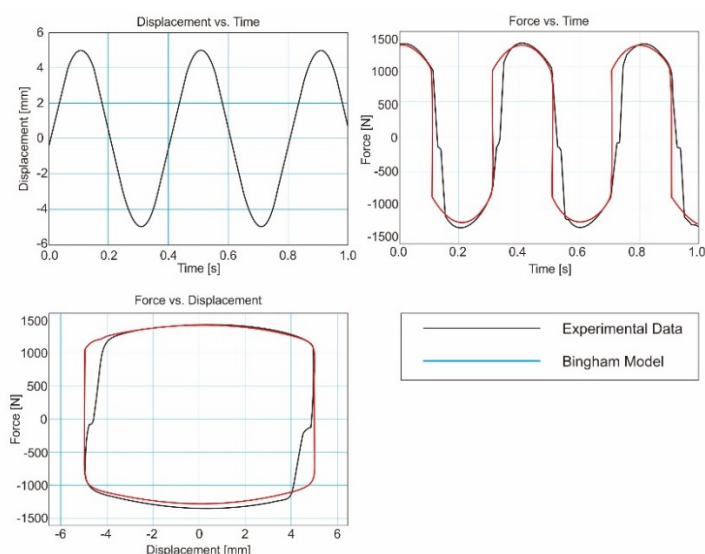 Displacement vs. Time
6
4
2
0
-2
-4
6
Displacement [mm]
0.0 0.2 0.4 0.6 0.8 1.0
Time [s]
Force vs. Time
1500
1000
500
0
-500
-1000
-1500
Force [N]
0.0 0.2 0.4 0.6 0.8 1.0
Time [s]
Force vs. Displacement
1500
1000
500
0
-500
-1000
-1500
Force [N]
-6 -4 -2 0 2 4 6
Displacement [mm]
Experimental Data
Bingham Model